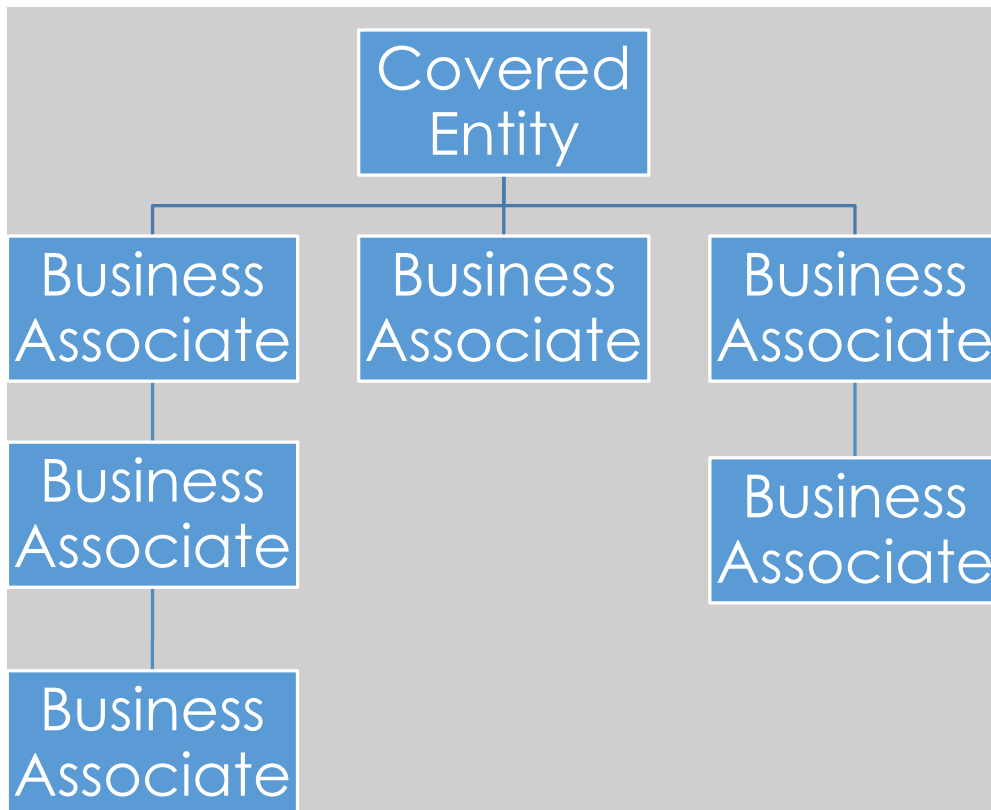 Covered
Entity
Business
Associate
Business
Associate
Business
Associate
Business
Associate
Business
Associate
Business
Associate